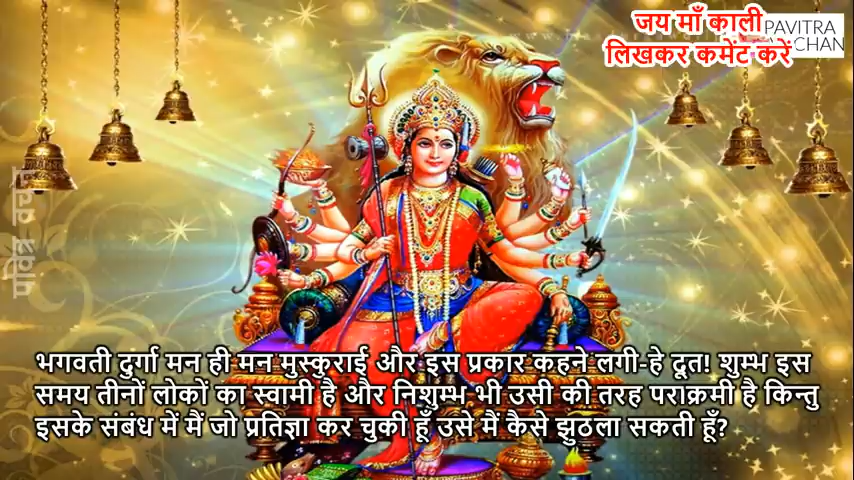 जय माँ काली
लिखकर कमेंट करें
PAVITRA
CHAN
पवित्र वचन
भगवती दुर्गा मन ही मन मुस्कुराई और इस प्रकार कहने लगी-हे दूत! शुम्भ इस
समय तीनों लोकों का स्वामी है और निशुम्भ भी उसी की तरह पराक्रमी है किन्तु
इसके संबंध में मैं जो प्रतिज्ञा कर चुकी हूँ उसे मैं कैसे झुठला सकती हूँ?